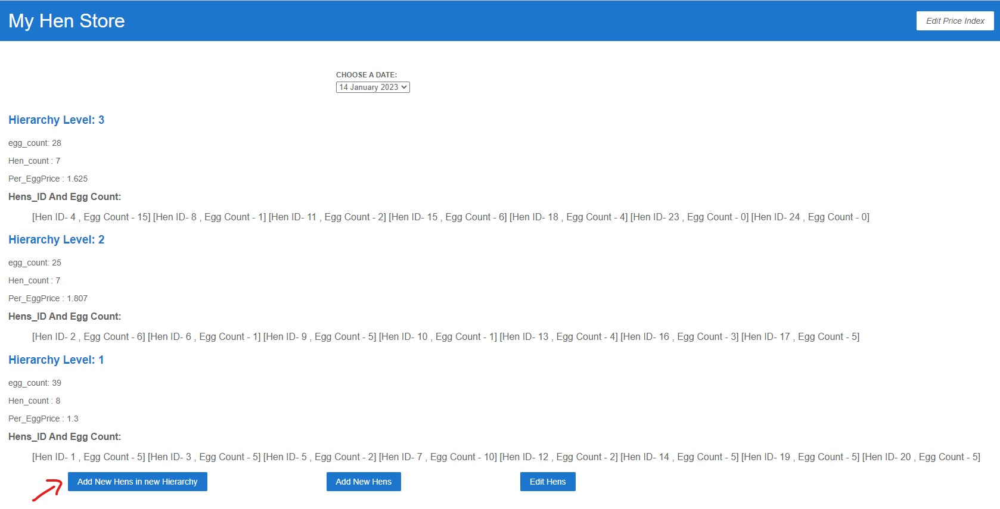 My Hen Store
Edit Price Index
CHOOSE A DATE:
14 January 2023
Hierarchy Level: 3
egg_count: 28
Hen_count : 7
Per_EggPrice : 1.625
Hens_ID And Egg Count:
[Hen ID- 4 , Egg Count - 15] [Hen ID- 8 , Egg Count - 1] [Hen ID- 11 , Egg Count - 2] [Hen ID- 15 , Egg Count - 6] [Hen ID- 18 , Egg Count - 4] [Hen ID- 23 , Egg Count - 0] [Hen ID- 24 , Egg Count - 0]
Hierarchy Level: 2
egg_count: 25
Hen_count : 7
Per_EggPrice : 1.807
Hens_ID And Egg Count:
[Hen ID- 2 , Egg Count - 6] [Hen ID- 6 , Egg Count - 1] [Hen ID- 9 , Egg Count - 5] [Hen ID- 10 , Egg Count - 1] [Hen ID- 13 , Egg Count - 4] [Hen ID- 16 , Egg Count - 3] [Hen ID- 17 , Egg Count - 5]
Hierarchy Level: 1
egg_count: 39
Hen_count : 8
Per_EggPrice : 1.3
Hens_ID And Egg Count:
[Hen ID- 1 , Egg Count - 5] [Hen ID- 3 , Egg Count - 5] [Hen ID- 5 , Egg Count - 2] [Hen ID- 7 , Egg Count - 10] [Hen ID- 12 , Egg Count - 2] [Hen ID- 14 , Egg Count - 5] [Hen ID- 19 , Egg Count - 5] [Hen ID- 20 , Egg Count - 5]
Add New Hens in new Hierarchy
Add New Hens
Edit Hens